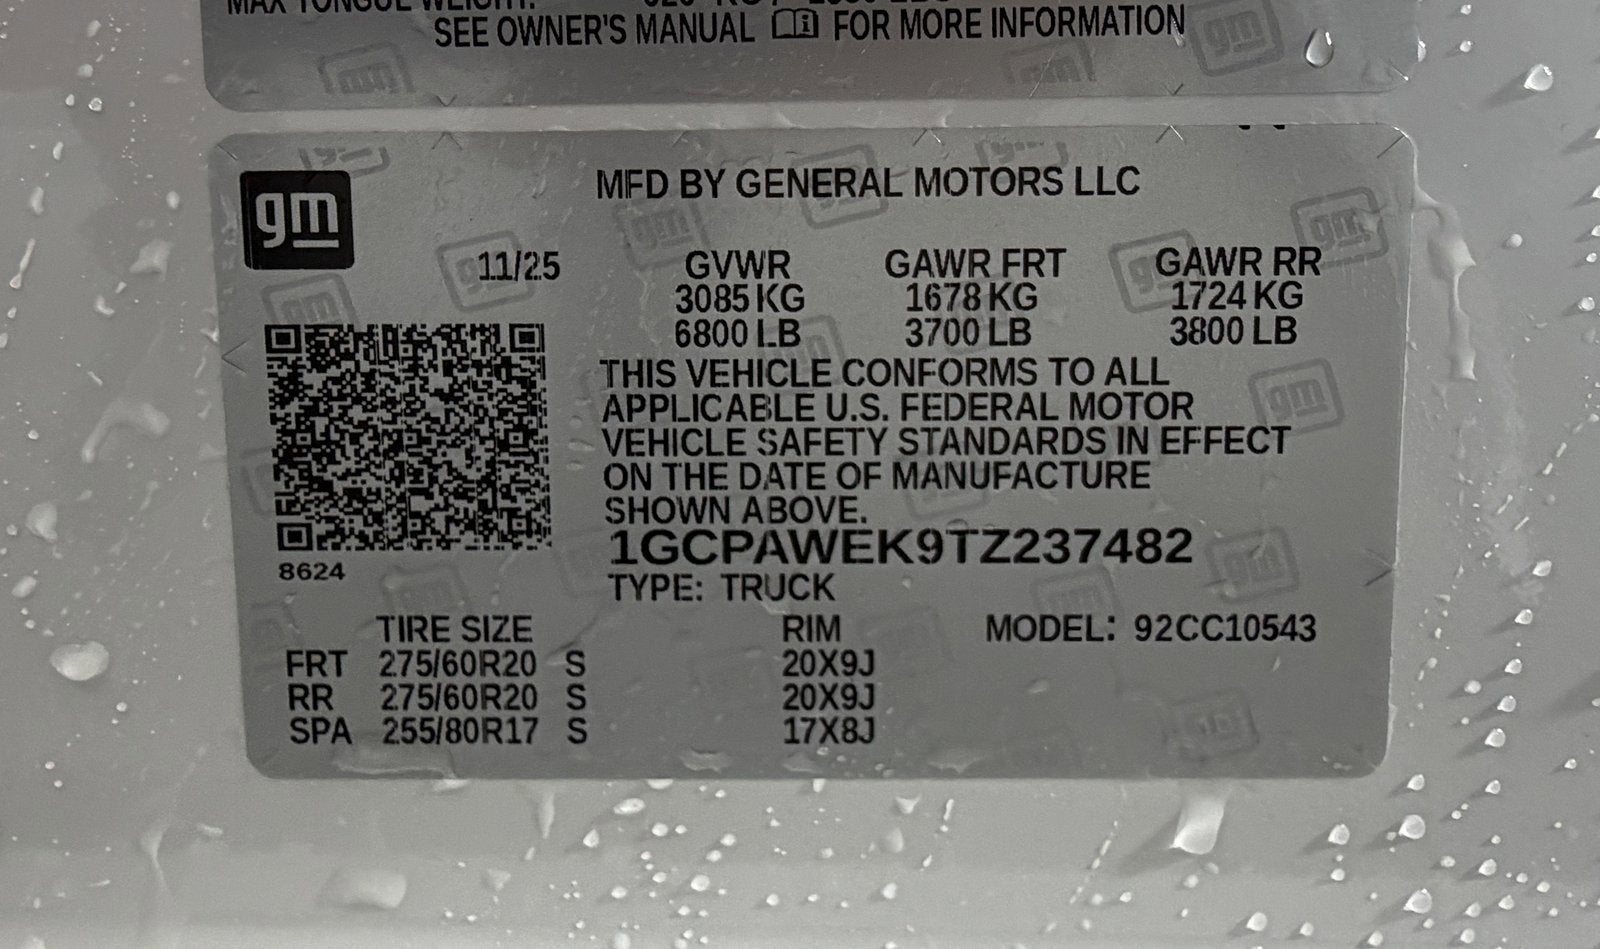 MAX TONGUE WEIGHT:
SEE OWNER'S MANUAL FOR MORE INFORMATION
gm
MFD BY GENERAL MOTORS LLC
11/25 GVWR GAWR FRT GAWR RR
3085 KG 1678 KG 1724 KG
6800 LB 3700 LB 3800 LB
THIS VEHICLE CONFORMS TO ALL
APPLICABLE U.S. FEDERAL MOTOR
VEHICLE SAFETY STANDARDS IN EFFECT
ON THE DATE OF MANUFACTURE
SHOWN ABOVE.
1GCPAWEK9TZ237482
8624
TYPE: TRUCK
TIRE SIZE RIM MODEL: 92CC10543
FRT 275/60R20 S 20X9J
RR 275/60R20 S 20X9J
SPA 255/80R17 S 17X8J